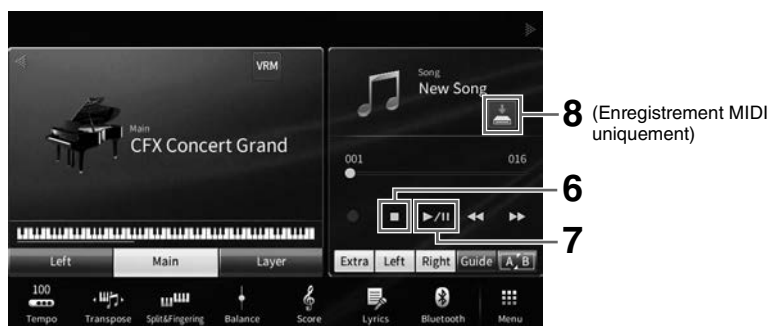 VRM
Main
CFX Concert Grand
Song
New Song
8 (Enregistrement MIDI
uniquement)
001 016
6
7
Left Main Layer
Extra Left Right Guide A B
100
Tempo Transpose Split&Fingering Balance Score Lyrics Bluetooth Menu